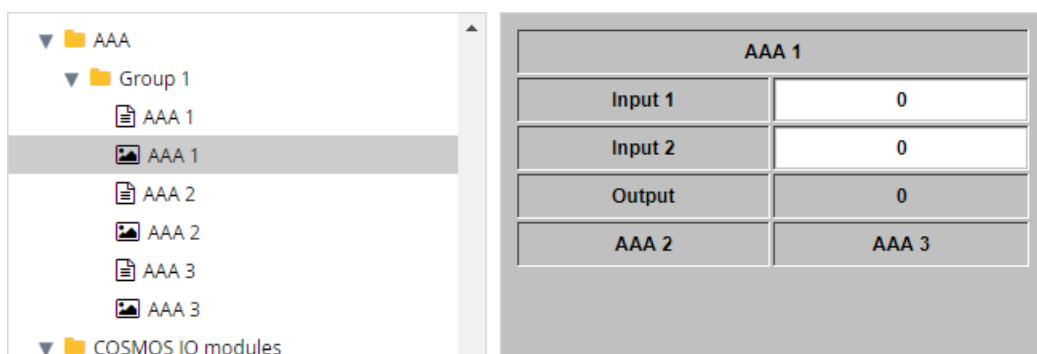 AAA
Group 1
AAA 1
AAA 1
AAA 2
AAA 2
AAA 3
AAA 3
COSMOS IO modules
AAA 1
Input 1 0
Input 2 0
Output 0
AAA 2 AAA 3